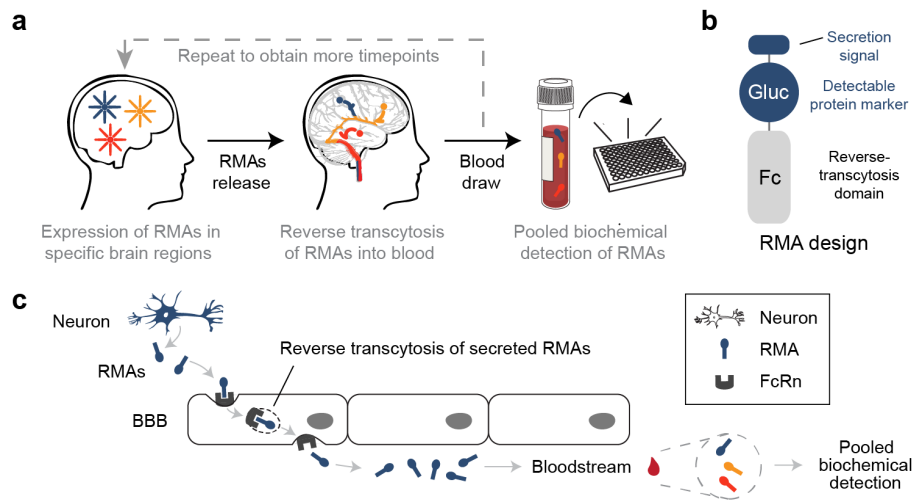 a
Repeat to obtain more timepoints
RMAs
release
Blood
draw
Expression of RMAs in
specific brain regions
Reverse transcytosis
of RMAs into blood
Pooled biochemical
detection of RMAs
b
Secretion
signal
Gluc
Detectable
protein marker
Fc
Reverse-
transcytosis
domain
RMA design
c
Neuron
RMAs
Reverse transcytosis of secreted RMAs
BBB
Bloodstream
Neuron
RMA
FcRn
Pooled
biochemical
detection